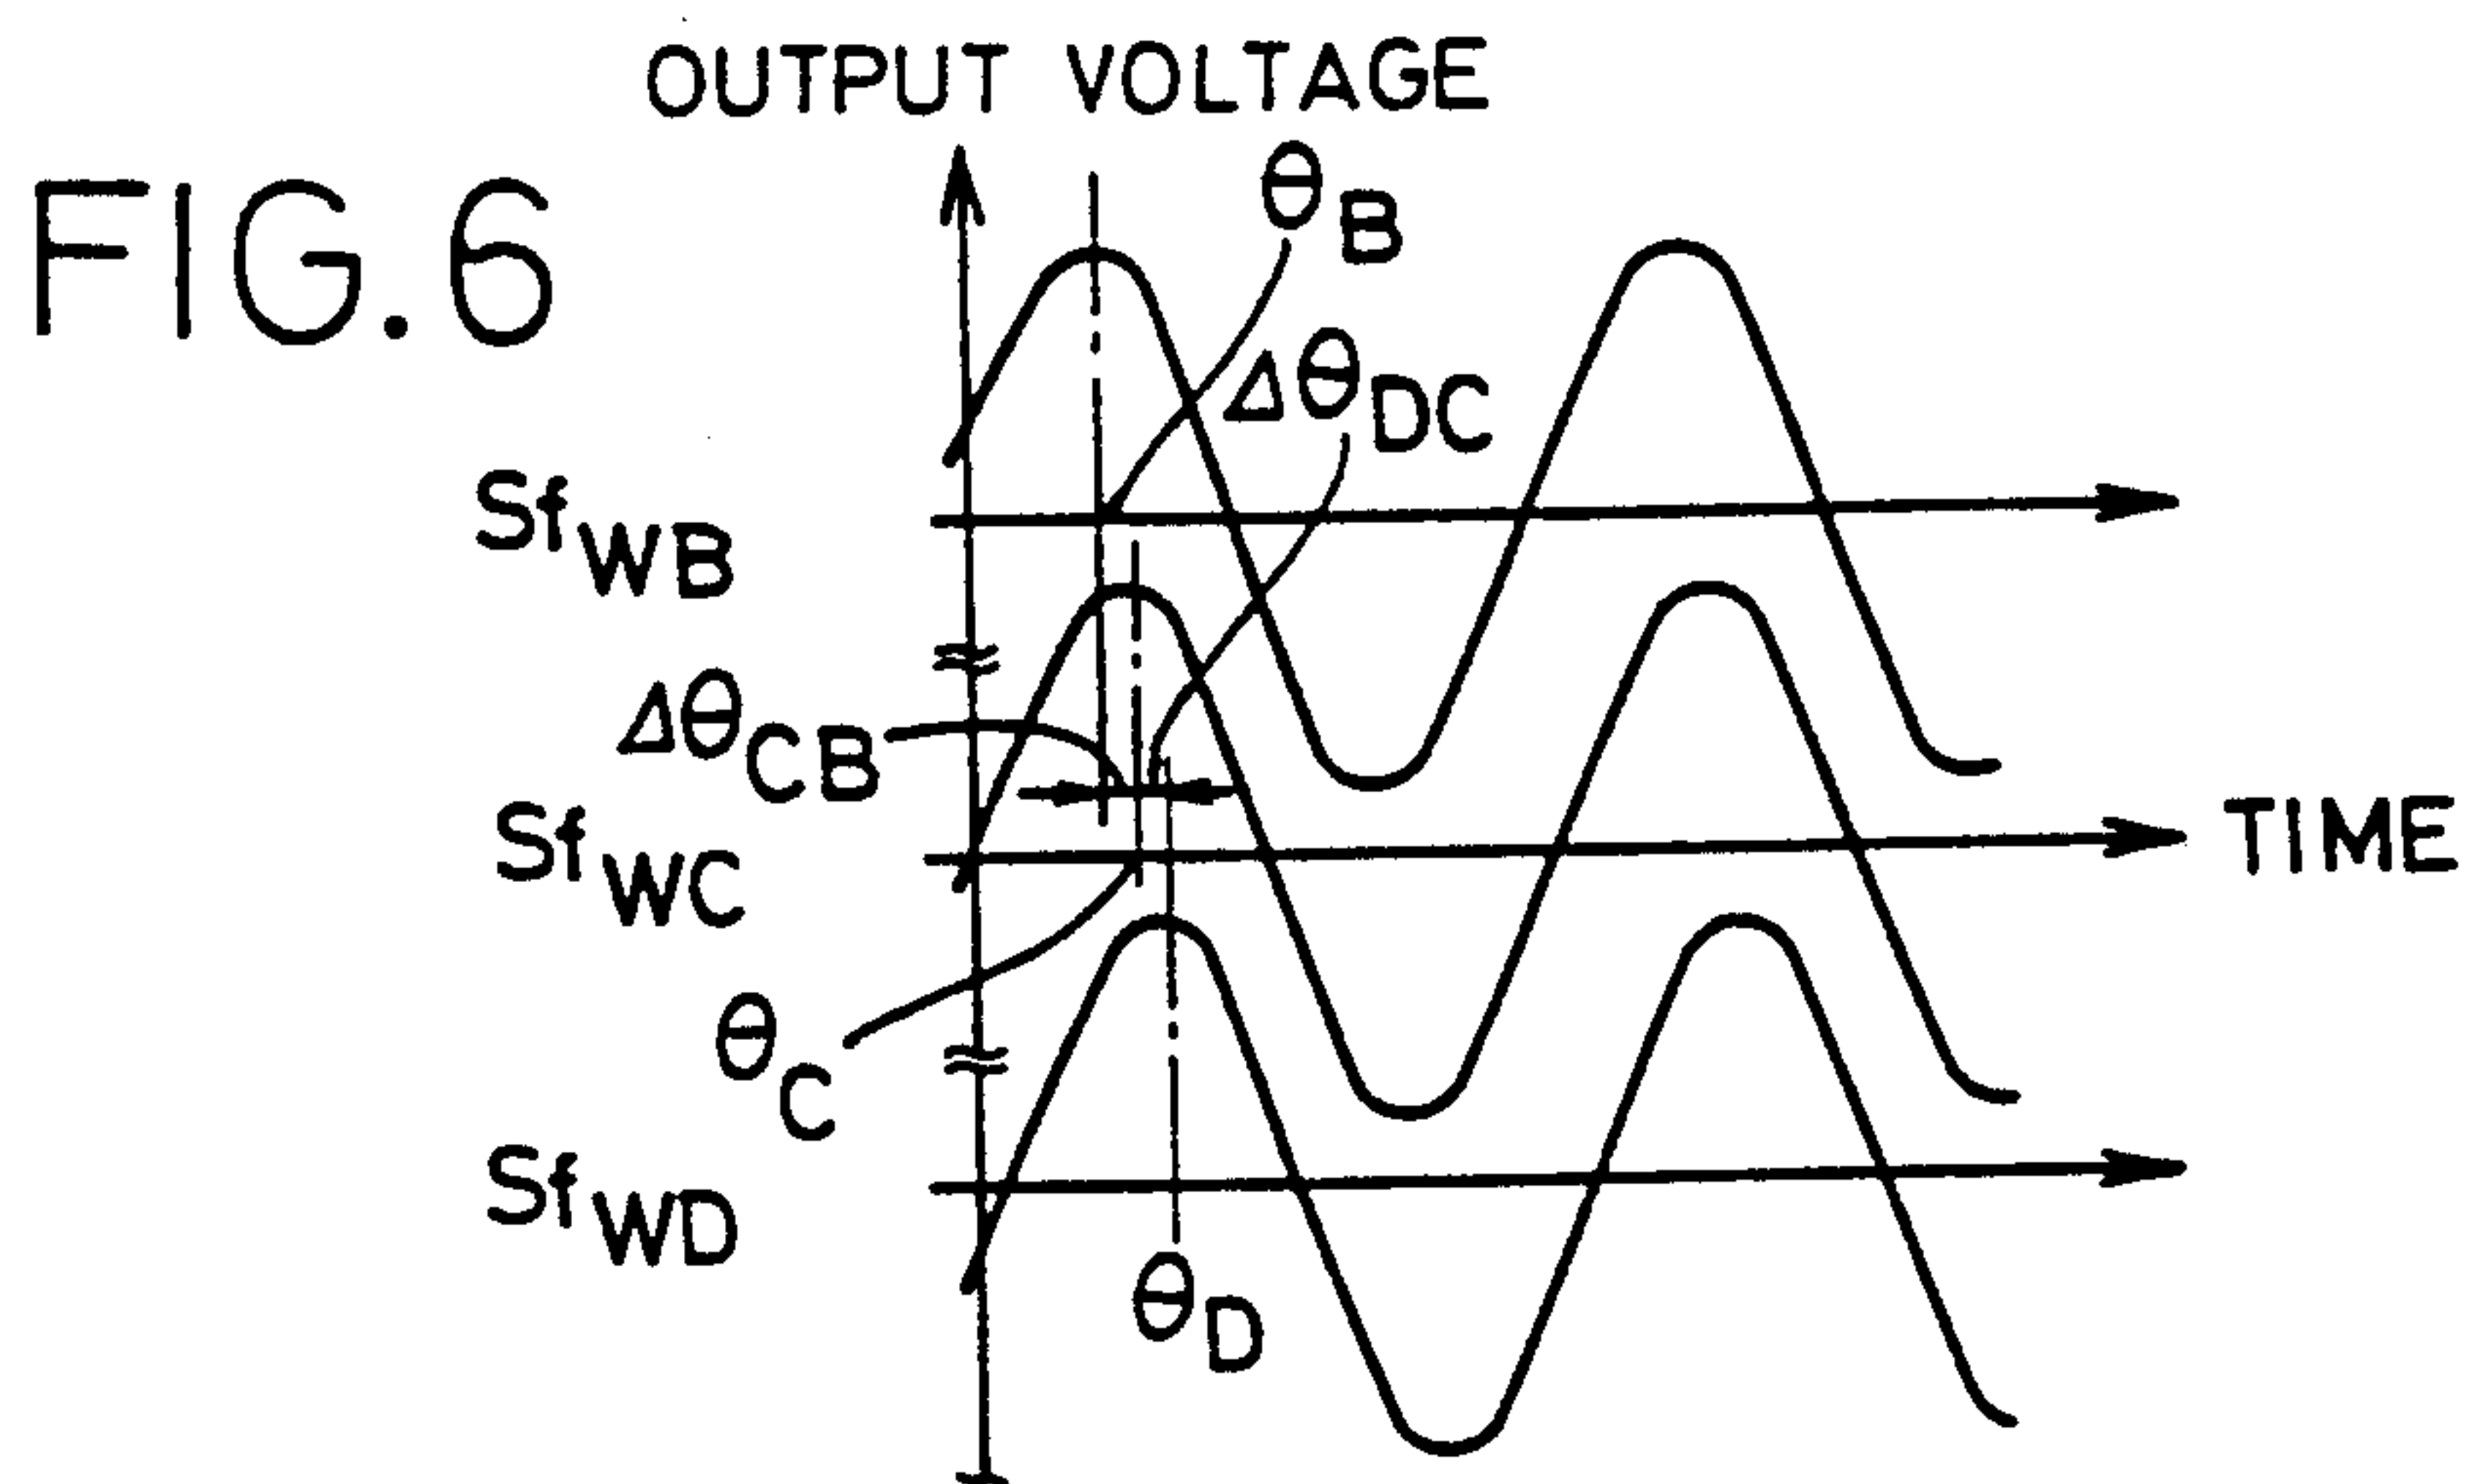 OUTPUT VOLTAGE
FIG.6
θB
ΔθDC
SfWB
ΔθCB
SfWC
TIME
θC
SfWD
θD